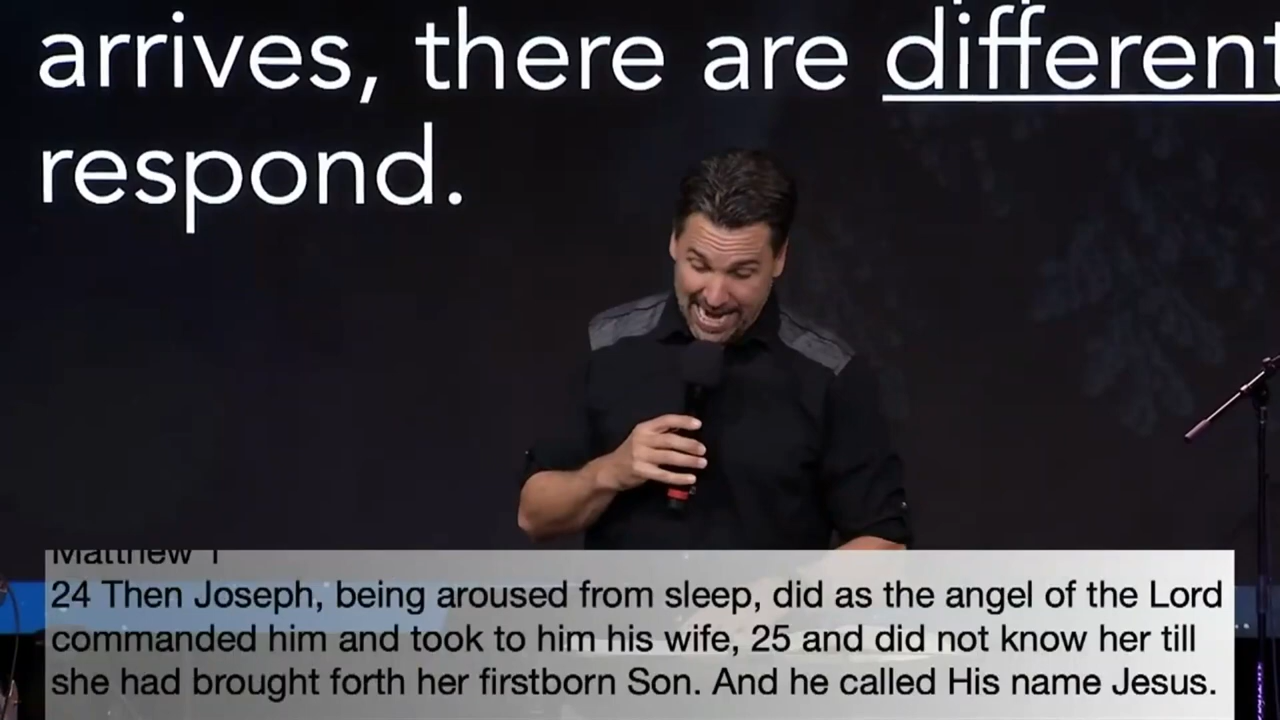 arrives, there are different
respond.
Matthew 1
24 Then Joseph, being aroused from sleep, did as the angel of the Lord
commanded him and took to him his wife, 25 and did not know her till
she had brought forth her firstborn Son. And he called His name Jesus.